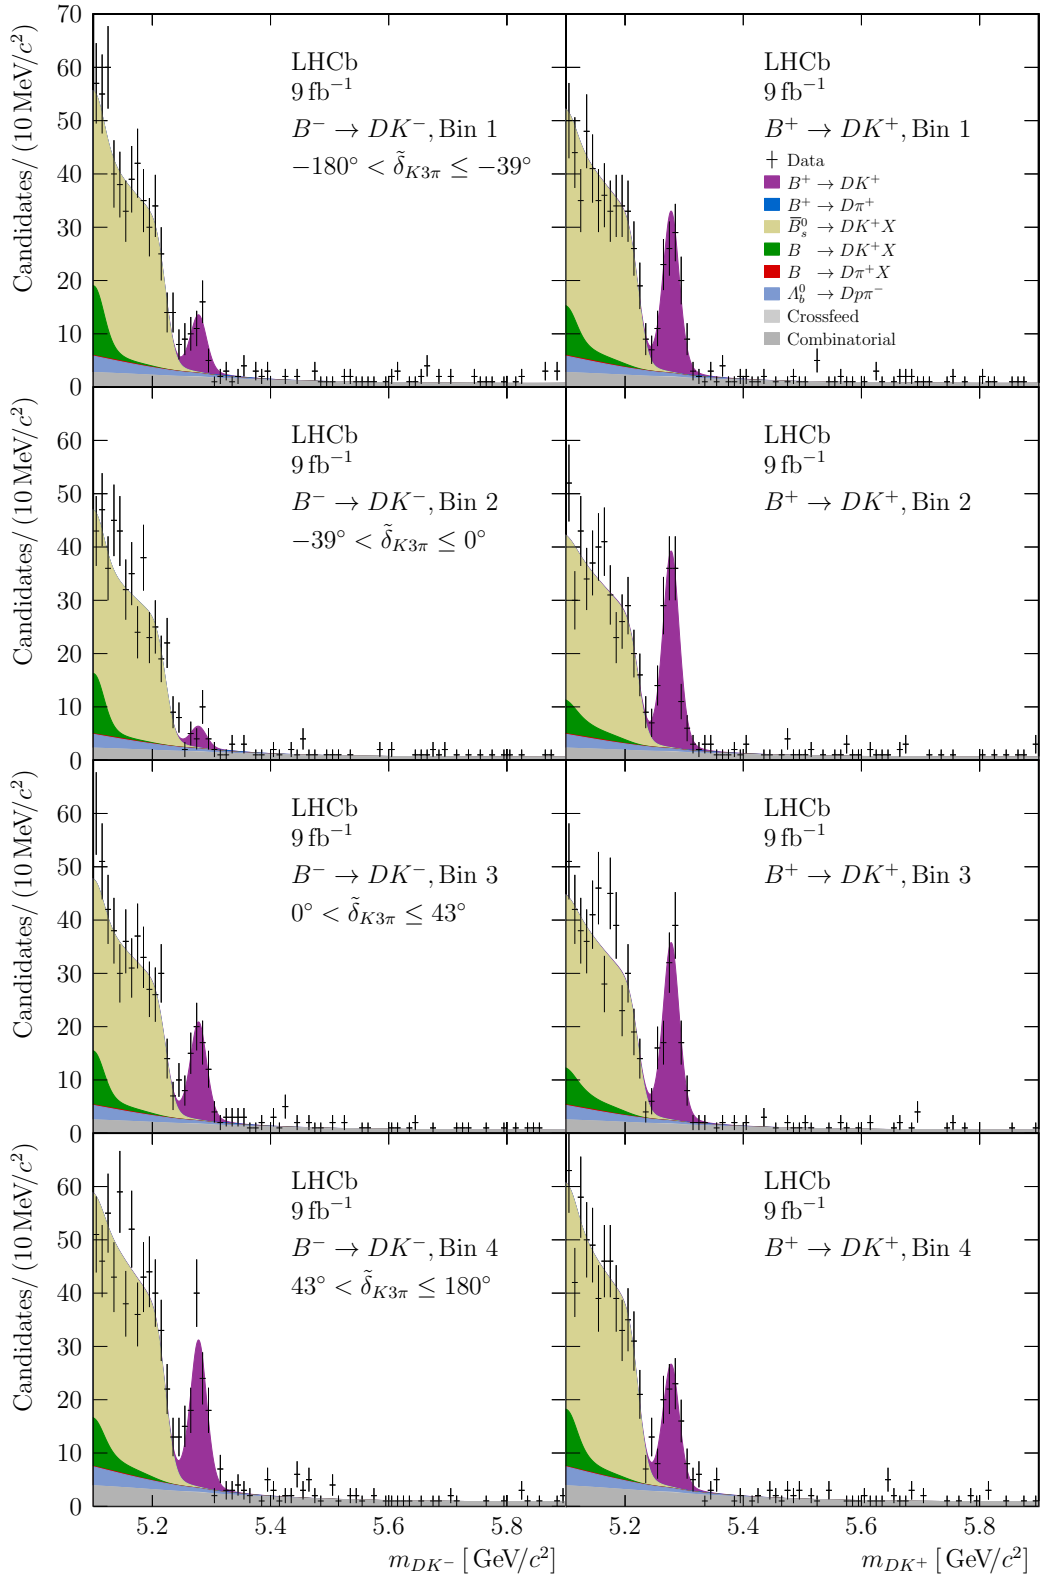 Candidates/ (10 MeV/c²)
70
60
50
40
30
20
10
0
LHCb
9 fb⁻¹
B⁻ → DK⁻, Bin 1
−180° < δ̃_{K3π} ≤ −39°
LHCb
9 fb⁻¹
B⁺ → DK⁺, Bin 1
Data
B⁺ → DK⁺
B⁺ → Dπ⁺
B̅⁰ₛ → DK⁺X
B → DK⁺X
B → Dπ⁺X
Λ⁰_b → Dpπ⁻
Crossfeed
Combinatorial
Candidates/ (10 MeV/c²)
60
50
40
30
20
10
0
LHCb
9 fb⁻¹
B⁻ → DK⁻, Bin 2
−39° < δ̃_{K3π} ≤ 0°
LHCb
9 fb⁻¹
B⁺ → DK⁺, Bin 2
Candidates/ (10 MeV/c²)
60
50
40
30
20
10
0
LHCb
9 fb⁻¹
B⁻ → DK⁻, Bin 3
0° < δ̃_{K3π} ≤ 43°
LHCb
9 fb⁻¹
B⁺ → DK⁺, Bin 3
Candidates/ (10 MeV/c²)
60
50
40
30
20
10
0
LHCb
9 fb⁻¹
B⁻ → DK⁻, Bin 4
43° < δ̃_{K3π} ≤ 180°
LHCb
9 fb⁻¹
B⁺ → DK⁺, Bin 4
5.2 5.4 5.6 5.8
m_{DK⁻} [GeV/c²]
5.2 5.4 5.6 5.8
m_{DK⁺} [GeV/c²]